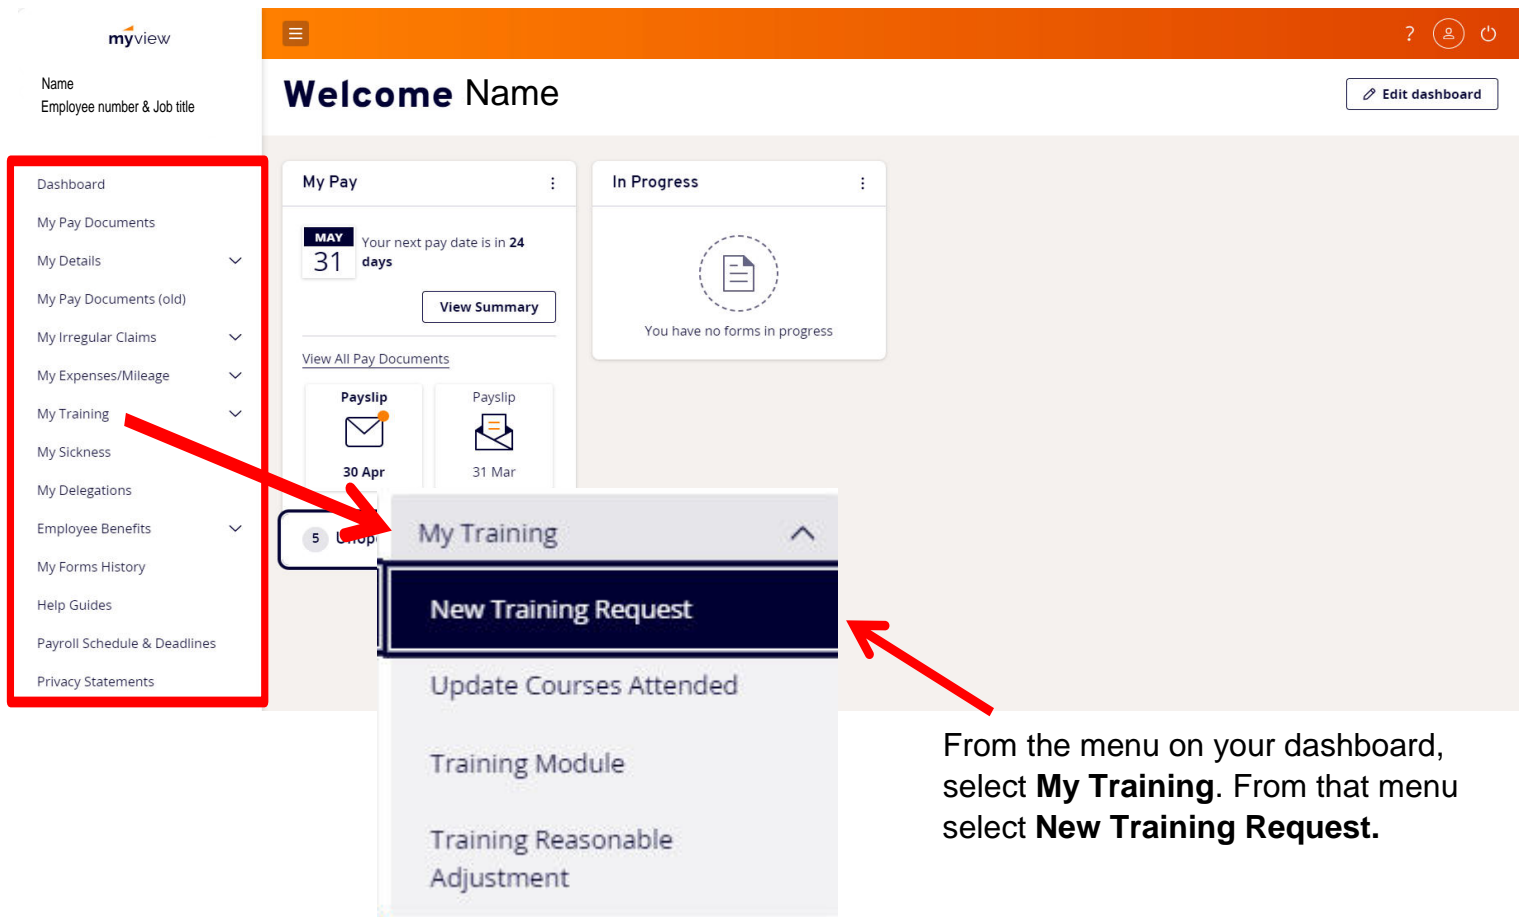 myview
?
Name
Employee number & Job title
Welcome Name
Edit dashboard
Dashboard
My Pay Documents
My Details
My Pay Documents (old)
My Irregular Claims
My Expenses/Mileage
My Training
My Sickness
My Delegations
Employee Benefits
My Forms History
Help Guides
Payroll Schedule & Deadlines
Privacy Statements
My Pay
MAY
31
Your next pay date is in 24
days
View Summary
View All Pay Documents
Payslip
30 Apr
Payslip
31 Mar
5
In Progress
You have no forms in progress
My Training
New Training Request
Update Courses Attended
Training Module
Training Reasonable
Adjustment
From the menu on your dashboard,
select My Training. From that menu
select New Training Request.